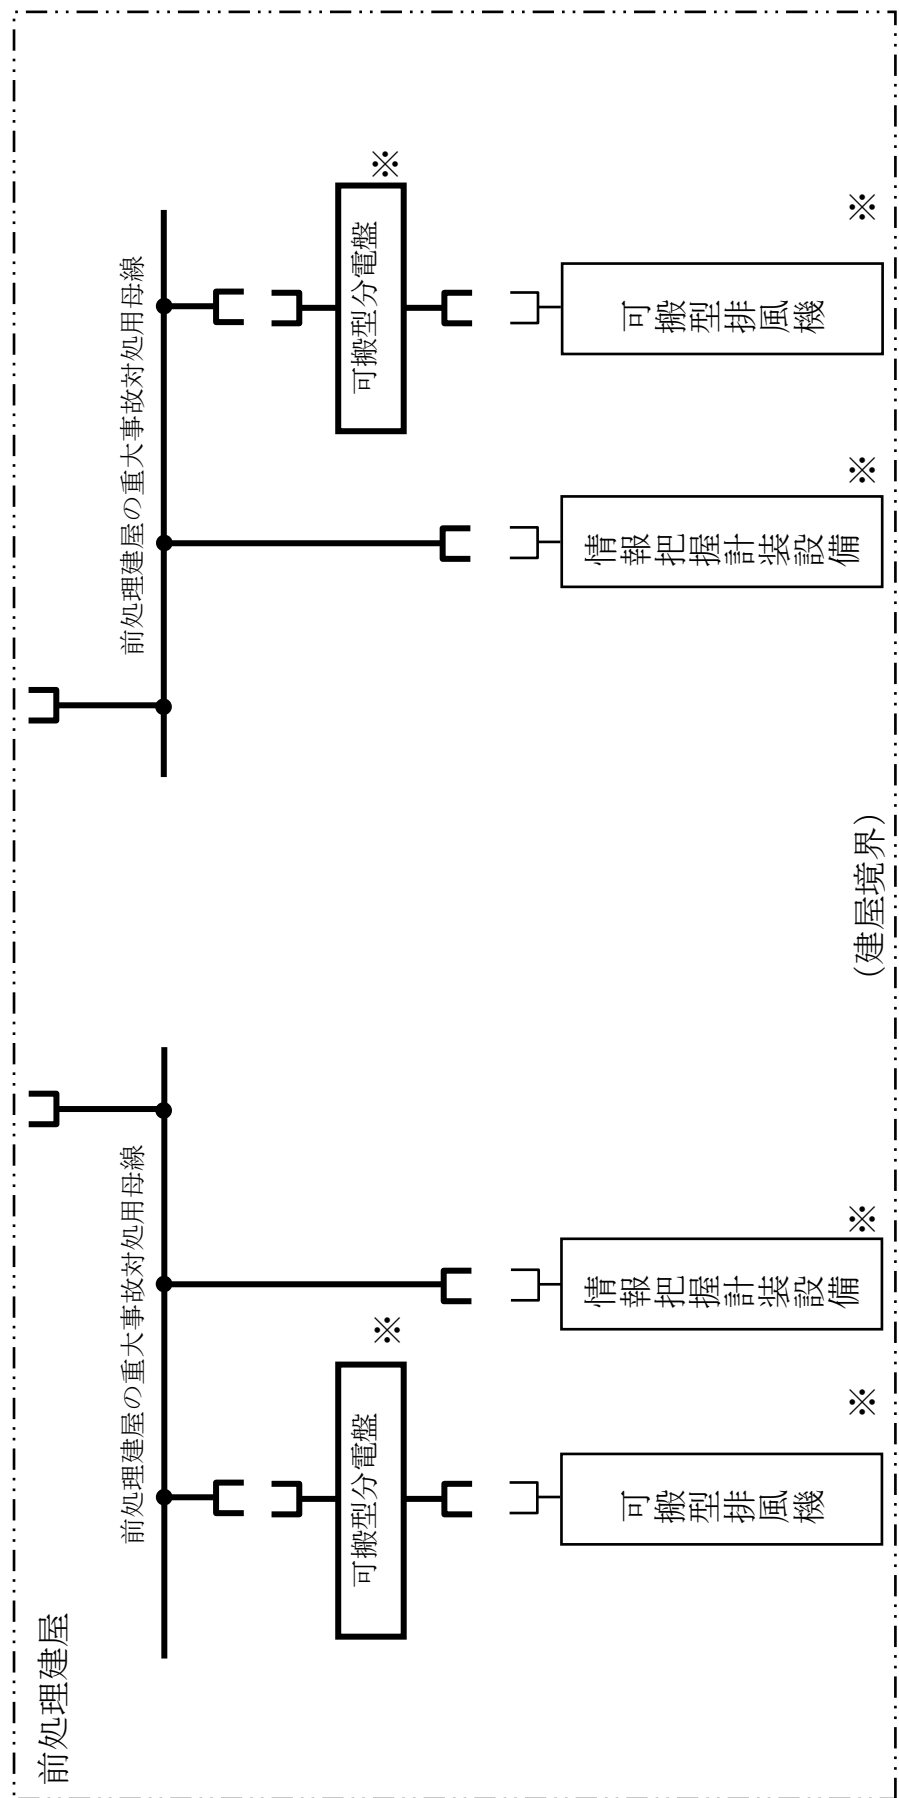 前処理建屋
前処理建屋の重大事故対処用母線
前処理建屋の重大事故対処用母線
可搬型分電盤
※
可搬型分電盤
※
可搬型排風機
※
情報把握計装設備
※
情報把握計装設備
※
可搬型排風機
※
(建屋境界)